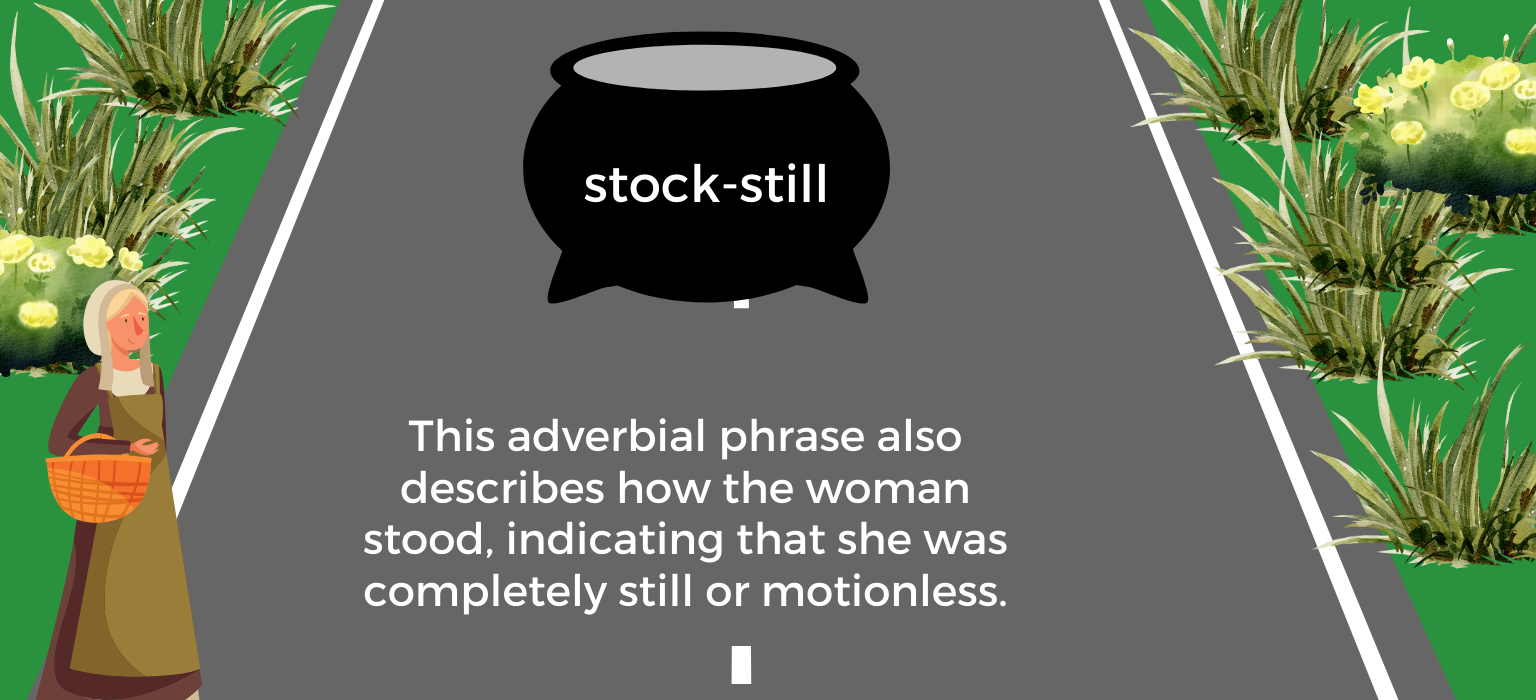 stock-still
This adverbial phrase also
describes how the woman
stood, indicating that she was
completely still or motionless.